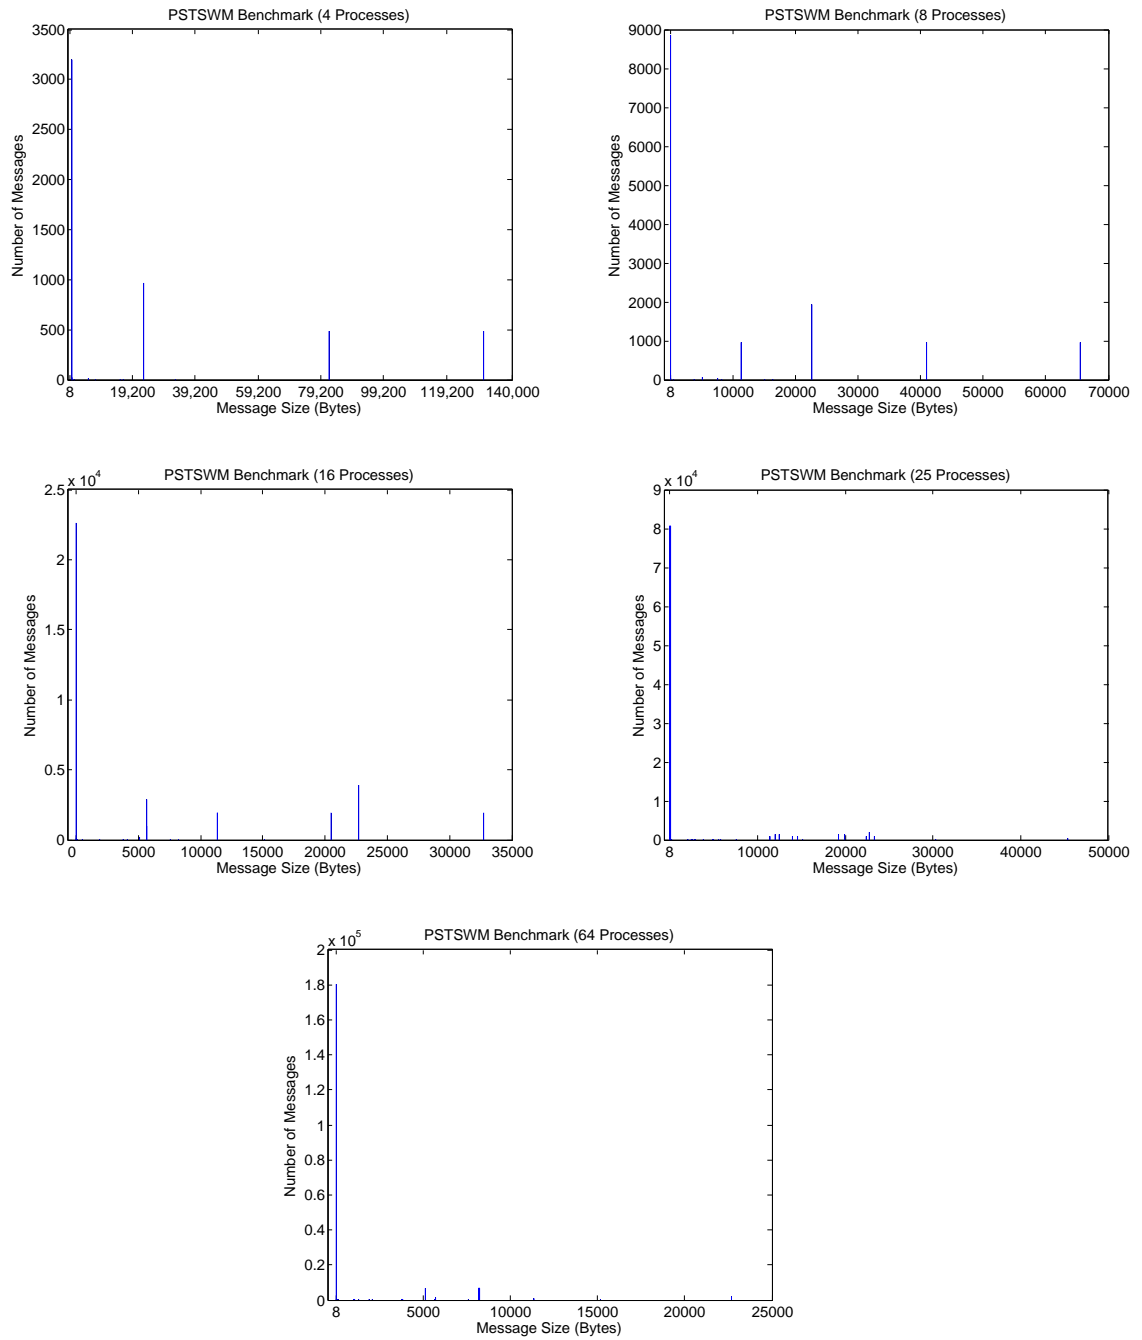 PSTSWM Benchmark (4 Processes)
3500
3000
2500
2000
1500
1000
500
0
Number of Messages
8 19,200 39,200 59,200 79,200 99,200 119,200 140,000
Message Size (Bytes)
PSTSWM Benchmark (8 Processes)
9000
8000
7000
6000
5000
4000
3000
2000
1000
0
Number of Messages
8 10000 20000 30000 40000 50000 60000 70000
Message Size (Bytes)
PSTSWM Benchmark (16 Processes)
x 10^4
2.5
2
1.5
1
0.5
0
Number of Messages
0 5000 10000 15000 20000 25000 30000 35000
Message Size (Bytes)
PSTSWM Benchmark (25 Processes)
x 10^4
9
8
7
6
5
4
3
2
1
0
Number of Messages
8 10000 20000 30000 40000 50000
Message Size (Bytes)
PSTSWM Benchmark (64 Processes)
x 10^5
2
1.8
1.6
1.4
1.2
1
0.8
0.6
0.4
0.2
0
Number of Messages
8 5000 10000 15000 20000 25000
Message Size (Bytes)